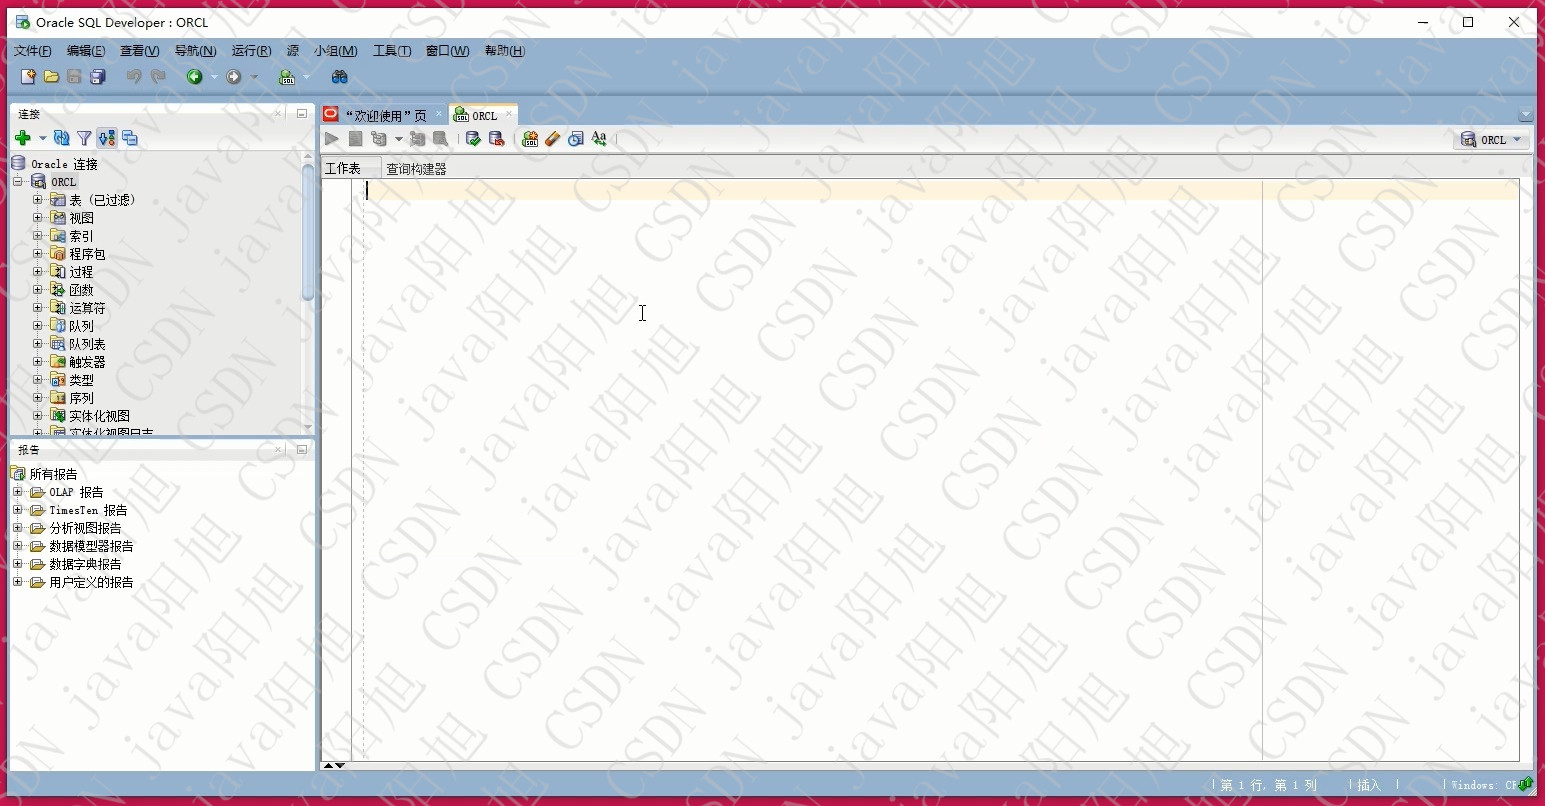 Oracle SQL Developer : ORCL
文件(F) 编辑(E) 查看(V) 导航(N) 运行(R) 源 小组(M) 工具(T) 窗口(W) 帮助(H)
连接
Oracle 连接
ORCL
表 (已过滤)
视图
索引
程序包
过程
函数
运算符
队列
队列表
触发器
类型
序列
实体化视图
实体化视图日志
报告
所有报告
OLAP 报告
TimesTen 报告
分析视图报告
数据模型器报告
数据字典报告
用户定义的报告
“欢迎使用”页 ORCL
ORCL
工作表 查询构建器
第 1 行, 第 1 列 插入 Windows: CR
CSDN java阳旭